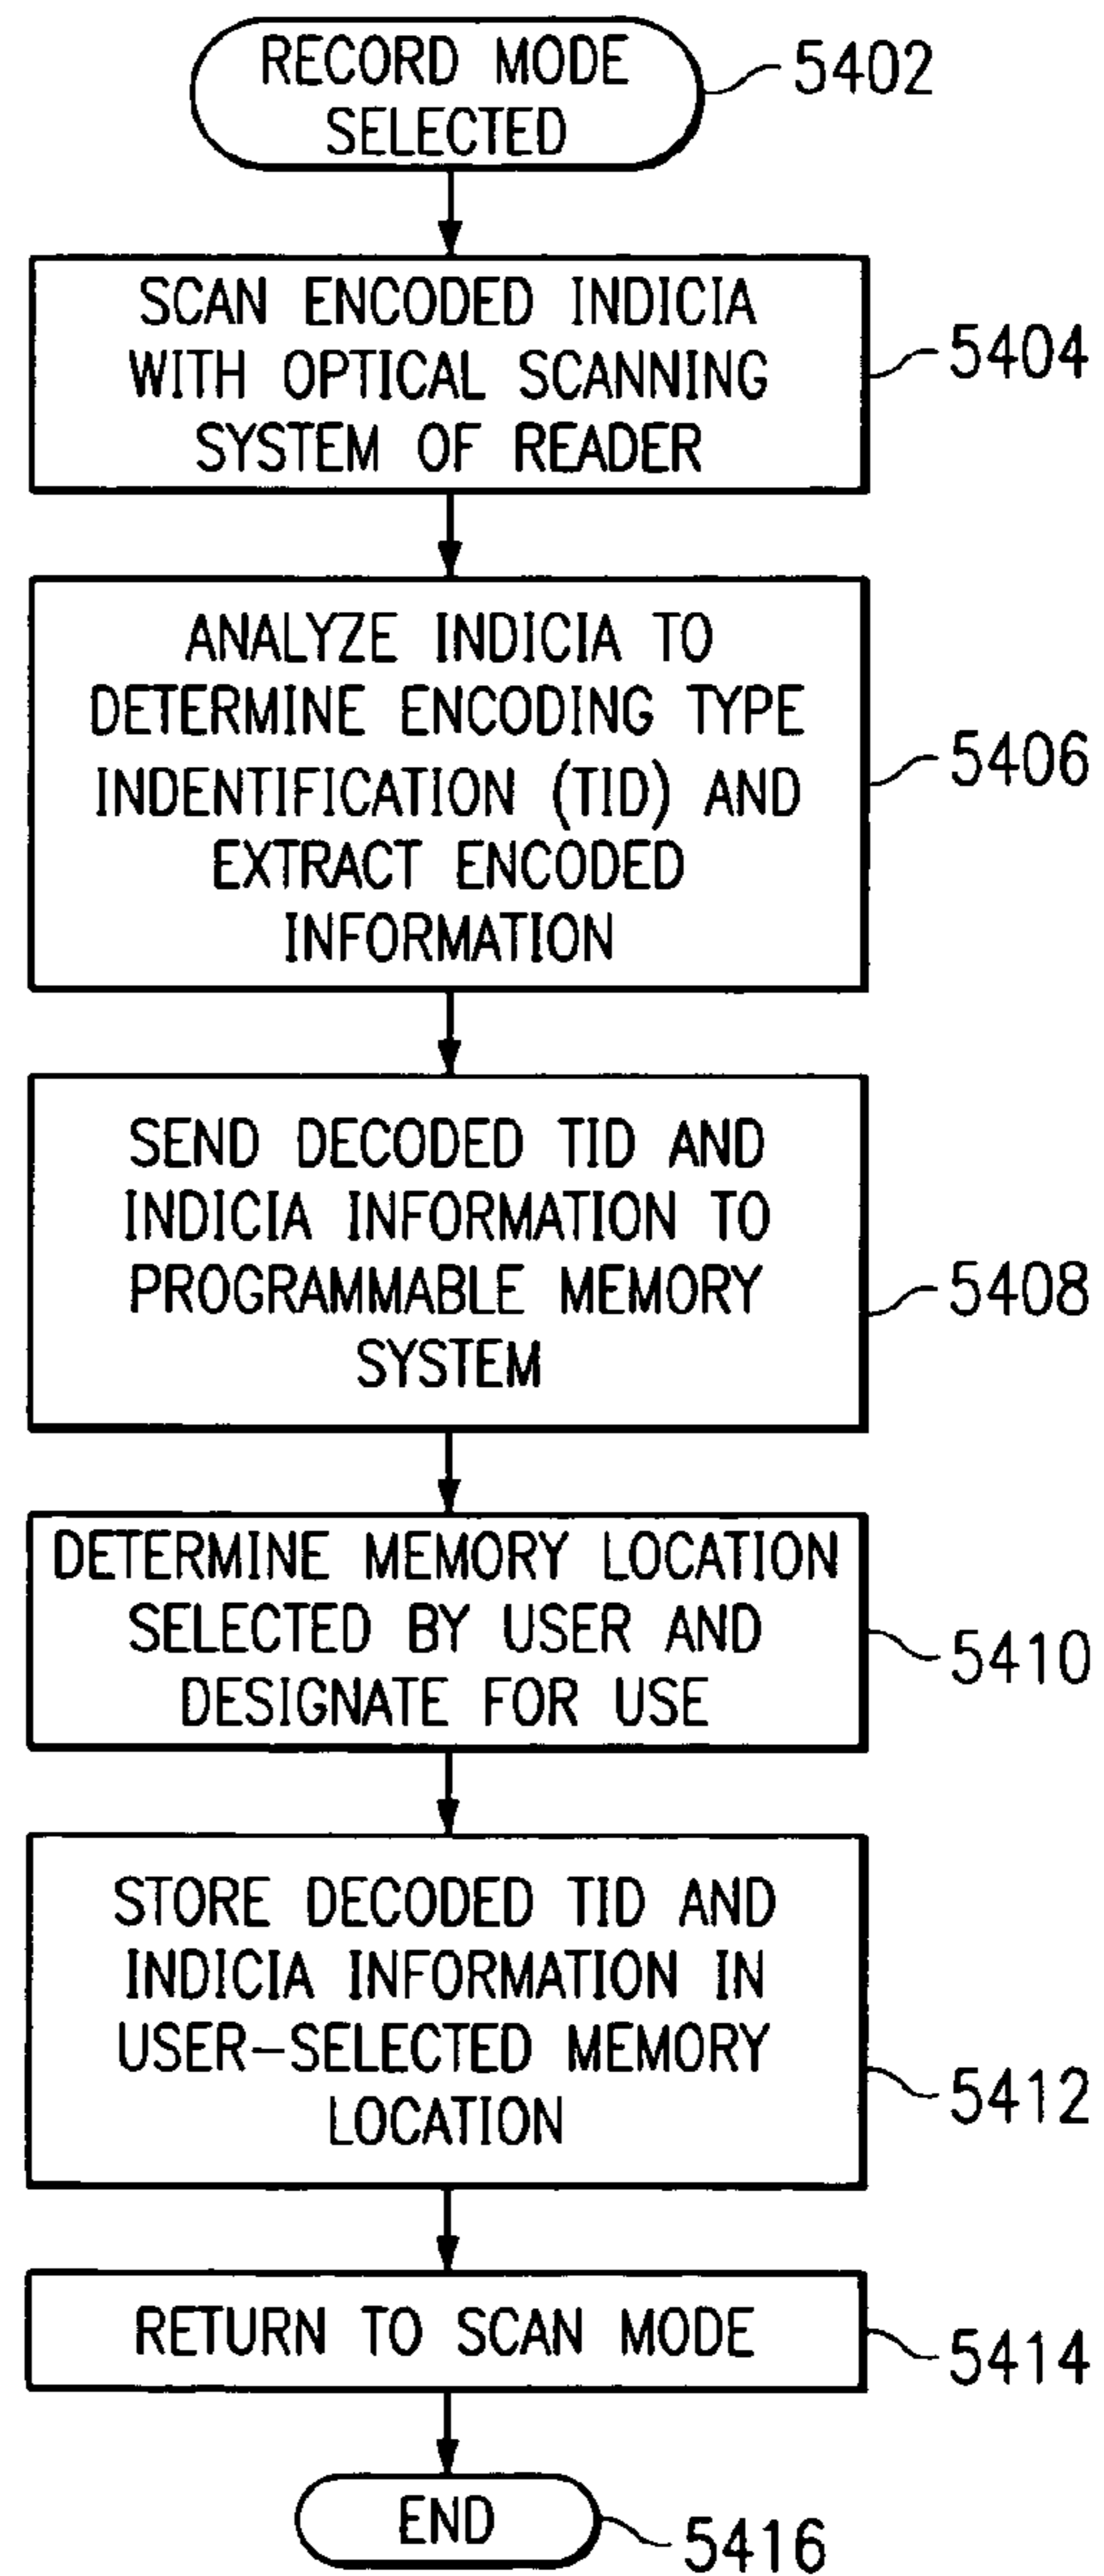 RECORD MODE
SELECTED
5402
SCAN ENCODED INDICIA
WITH OPTICAL SCANNING
SYSTEM OF READER
5404
ANALYZE INDICIA TO
DETERMINE ENCODING TYPE
INDENTIFICATION (TID) AND
EXTRACT ENCODED
INFORMATION
5406
SEND DECODED TID AND
INDICIA INFORMATION TO
PROGRAMMABLE MEMORY
SYSTEM
5408
DETERMINE MEMORY LOCATION
SELECTED BY USER AND
DESIGNATE FOR USE
5410
STORE DECODED TID AND
INDICIA INFORMATION IN
USER-SELECTED MEMORY
LOCATION
5412
RETURN TO SCAN MODE
5414
END
5416